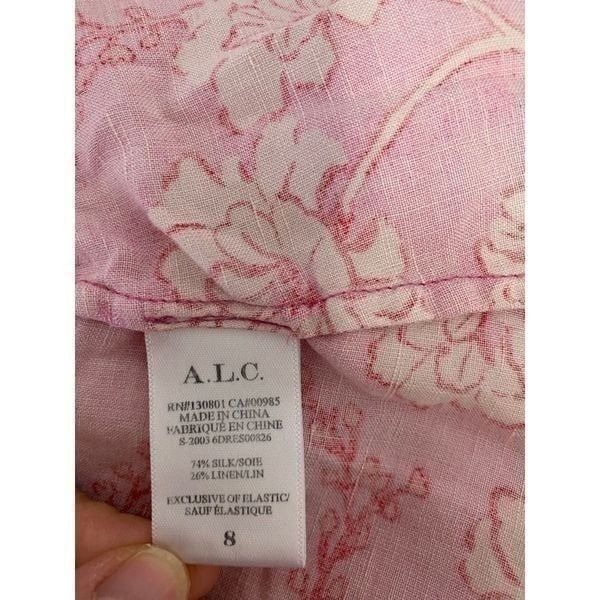 A.L.C.
RN#130801 CA#00985
MADE IN CHINA
FABRIQUÉ EN CHINE
S-2003 6DRES00826
74% SILK/SOIE
26% LINEN/LIN
EXCLUSIVE OF ELASTIC/
SAUF ÉLASTIQUE
8